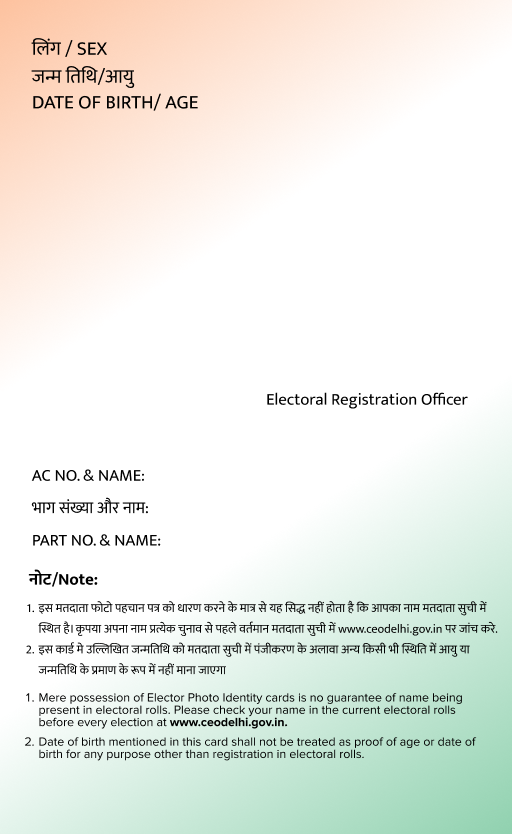 लिंग / SEX
जन्म तिथि/आयु
DATE OF BIRTH/ AGE
Electoral Registration Officer
AC NO. & NAME:
भाग संख्या और नाम:
PART NO. & NAME:
नोट/Note:
1. इस मतदाता फोटो पहचान पत्र को धारण करने के मात्र से यह सिद्ध नहीं होता है कि आपका नाम मतदाता सुची में
स्थित है। कृपया अपना नाम प्रत्येक चुनाव से पहले वर्तमान मतदाता सुची में www.ceodelhi.gov.in पर जांच करे.
2. इस कार्ड मे उल्लिखित जन्मतिथि को मतदाता सुची में पंजीकरण के अलावा अन्य किसी भी स्थिति में आयु या
जन्मतिथि के प्रमाण के रूप में नहीं माना जाएगा
1. Mere possession of Elector Photo Identity cards is no guarantee of name being
present in electoral rolls. Please check your name in the current electoral rolls
before every election at www.ceodelhi.gov.in.
2. Date of birth mentioned in this card shall not be treated as proof of age or date of
birth for any purpose other than registration in electoral rolls.